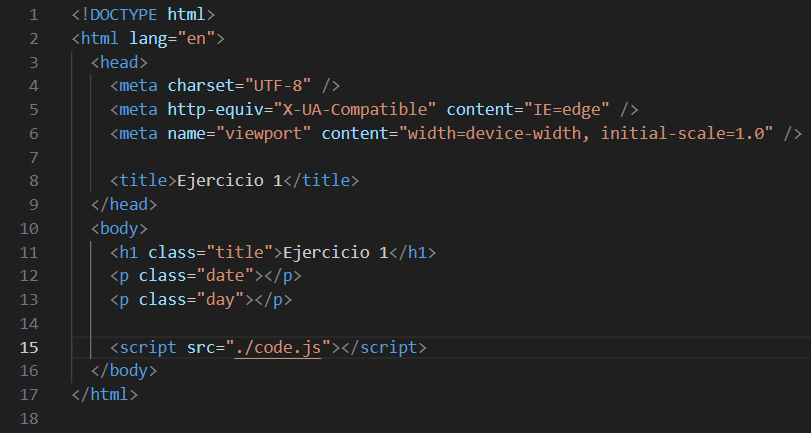 1 <!DOCTYPE html>
2 <html lang="en">
3 <head>
4 <meta charset="UTF-8" />
5 <meta http-equiv="X-UA-Compatible" content="IE=edge" />
6 <meta name="viewport" content="width=device-width, initial-scale=1.0" />
7
8 <title>Ejercicio 1</title>
9 </head>
10 <body>
11 <h1 class="title">Ejercicio 1</h1>
12 <p class="date"></p>
13 <p class="day"></p>
14
15 <script src="./code.js"></script>
16 </body>
17 </html>
18